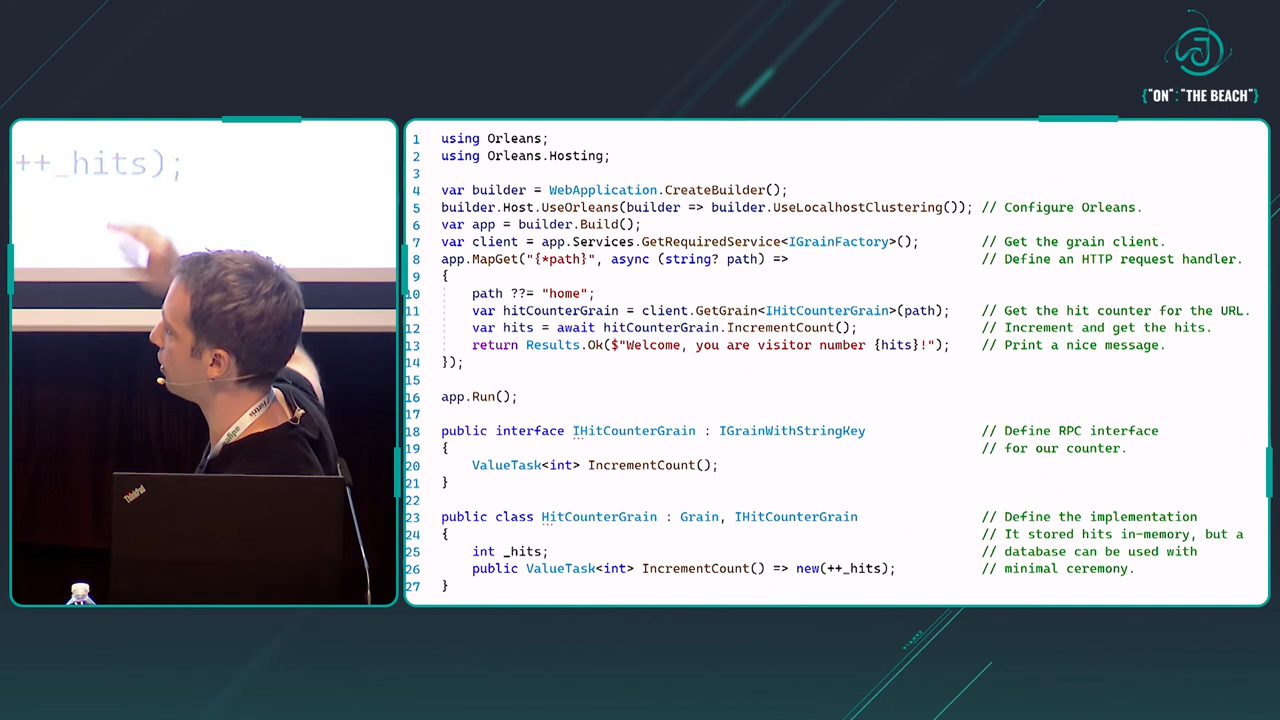 {"ON":"THE BEACH"}
++_hits);
ThinkPad
1 using Orleans;
2 using Orleans.Hosting;
3
4 var builder = WebApplication.CreateBuilder();
5 builder.Host.UseOrleans(builder => builder.UseLocalhostClustering()); // Configure Orleans.
6 var app = builder.Build();
7 var client = app.Services.GetRequiredService<IGrainFactory>(); // Get the grain client.
8 app.MapGet("{*path}", async (string? path) => // Define an HTTP request handler.
9 {
10 path ??= "home";
11 var hitCounterGrain = client.GetGrain<IHitCounterGrain>(path); // Get the hit counter for the URL.
12 var hits = await hitCounterGrain.IncrementCount(); // Increment and get the hits.
13 return Results.Ok($"Welcome, you are visitor number {hits}!"); // Print a nice message.
14 });
15
16 app.Run();
17
18 public interface IHitCounterGrain : IGrainWithStringKey // Define RPC interface
19 { // for our counter.
20 ValueTask<int> IncrementCount();
21 }
22
23 public class HitCounterGrain : Grain, IHitCounterGrain // Define the implementation
24 { // It stored hits in-memory, but a
25 int _hits; // database can be used with
26 public ValueTask<int> IncrementCount() => new(++_hits); // minimal ceremony.
27 }